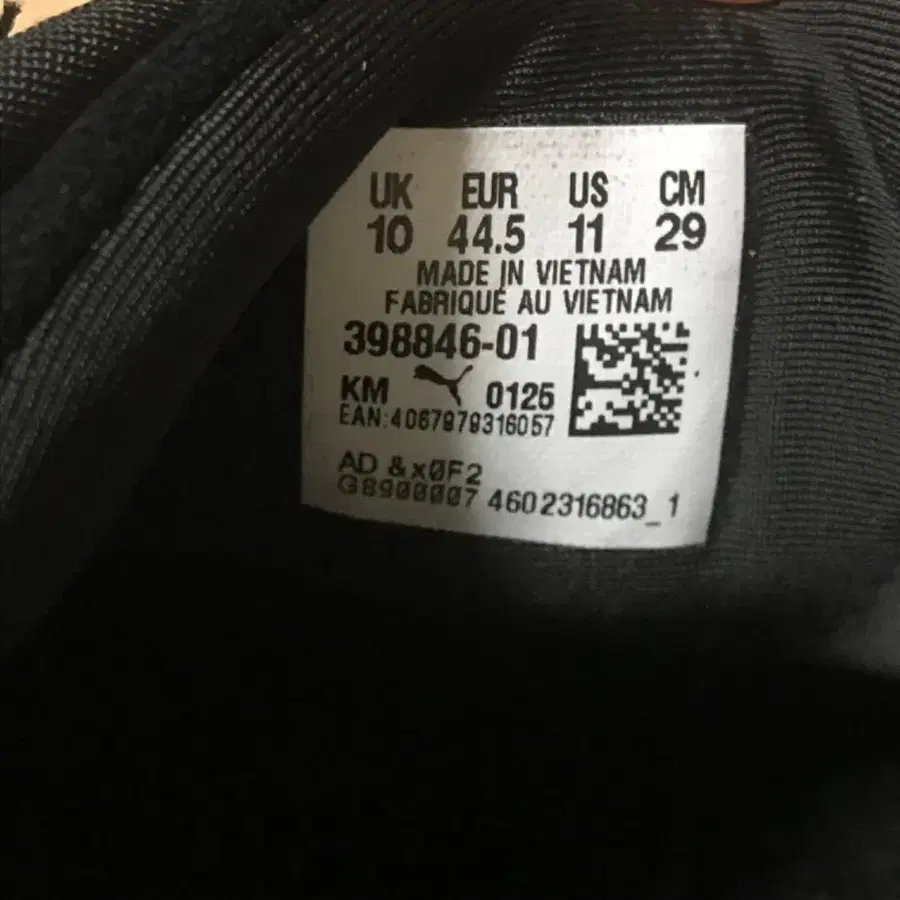 UK EUR US CM
10 44.5 11 29
MADE IN VIETNAM
FABRIQUÉ AU VIETNAM
398846-01
KM 0125
EAN:4067979316057
AD &xØF2
G8900007 4602316863_1